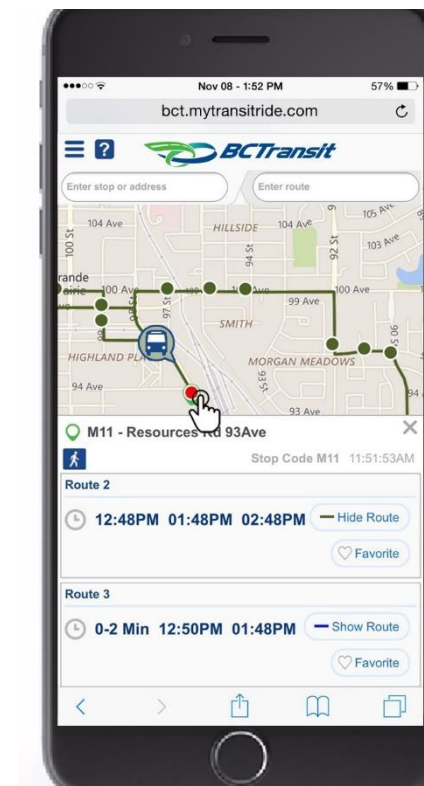 Nov 08 - 1:52 PM 57%
bct.mytransitride.com
? BCTransit
Enter stop or address Enter route
104 Ave HILLSIDE 104 Ave 105 Ave
100 St 94 St 92 St 103 Ave
rande
100 Ave 100 Ave
97 St 99 Ave
SMITH 90 St
HIGHLAND MORGAN MEADOWS
94 Ave 94
93 Ave
M11 - Resources Rd 93Ave
Stop Code M11 11:51:53AM
Route 2
12:48PM 01:48PM 02:48PM Hide Route
Favorite
Route 3
0-2 Min 12:50PM 01:48PM Show Route
Favorite